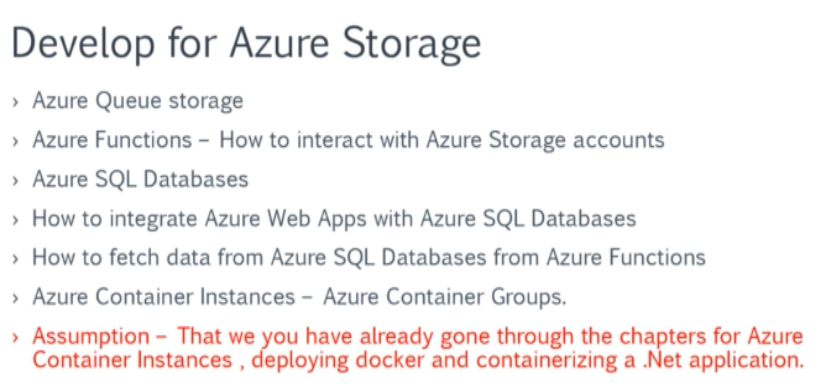 Develop for Azure Storage
› Azure Queue storage
› Azure Functions – How to interact with Azure Storage accounts
› Azure SQL Databases
› How to integrate Azure Web Apps with Azure SQL Databases
› How to fetch data from Azure SQL Databases from Azure Functions
› Azure Container Instances – Azure Container Groups.
› Assumption – That we you have already gone through the chapters for Azure
Container Instances , deploying docker and containerizing a .Net application.